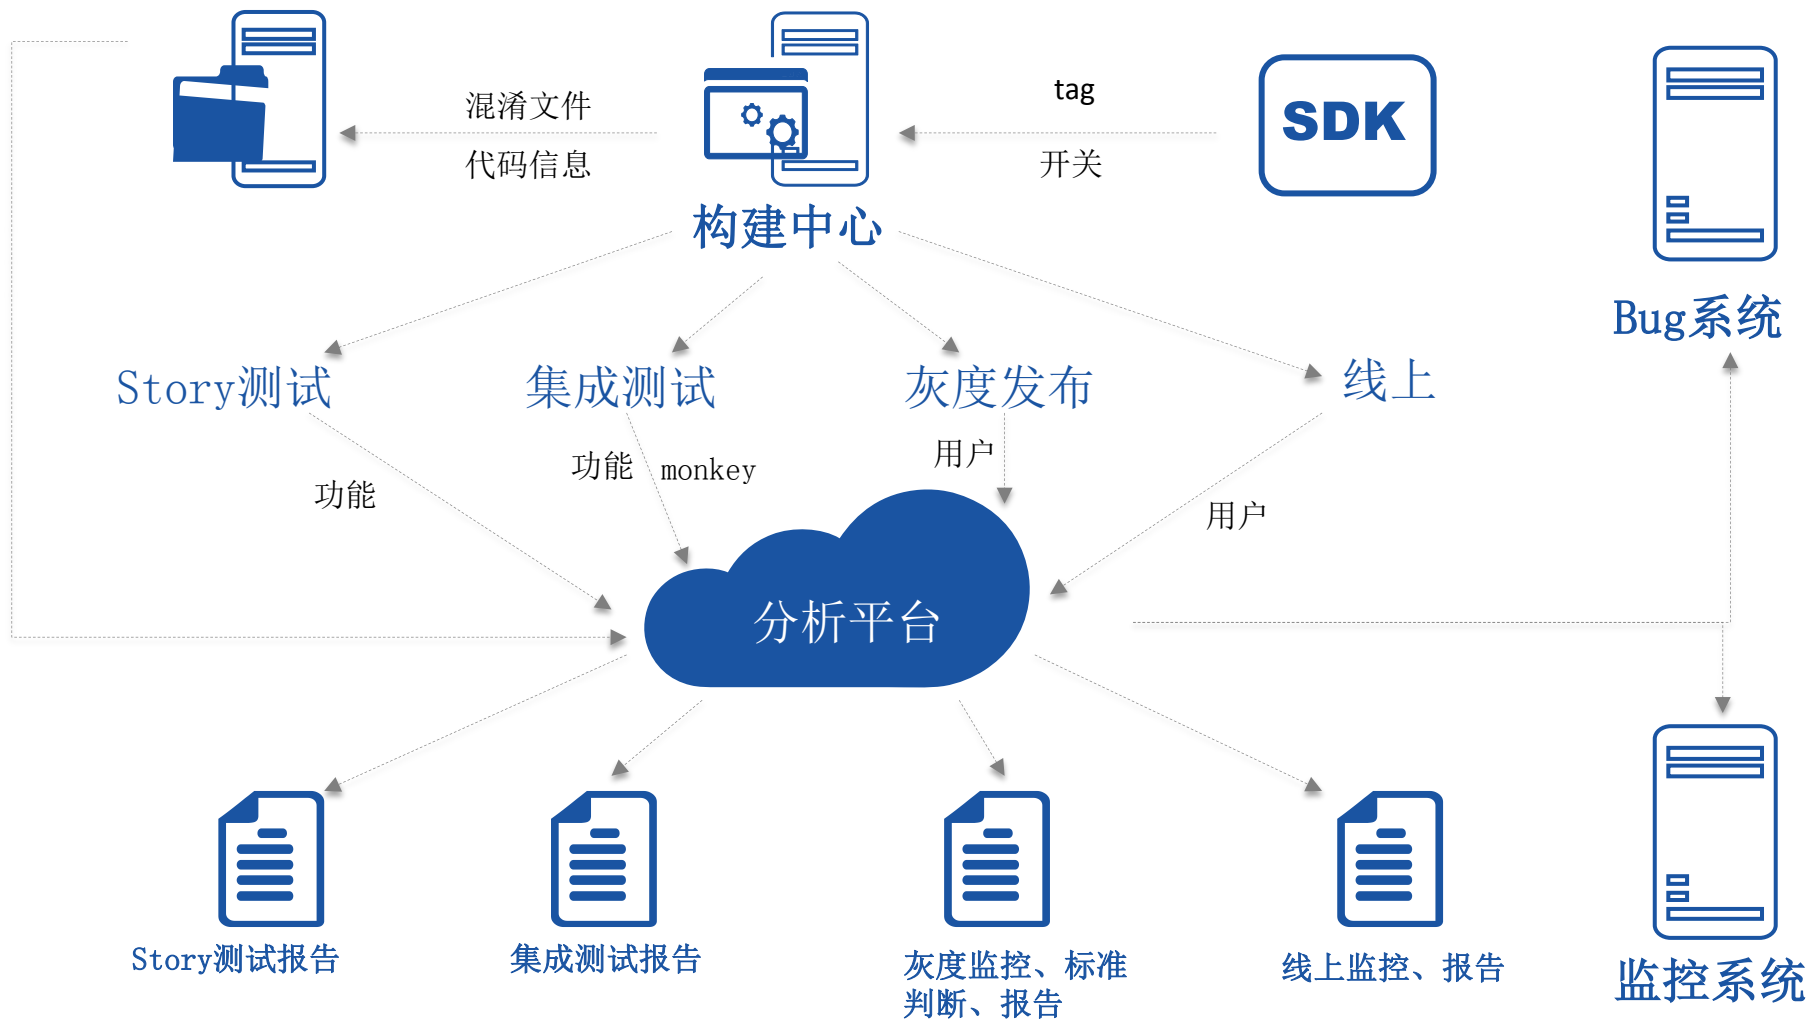 混淆文件
代码信息
tag
开关
SDK
构建中心
Bug系统
Story测试
集成测试
灰度发布
线上
功能
功能
monkey
用户
用户
分析平台
Story测试报告
集成测试报告
灰度监控、标准
判断、报告
线上监控、报告
监控系统